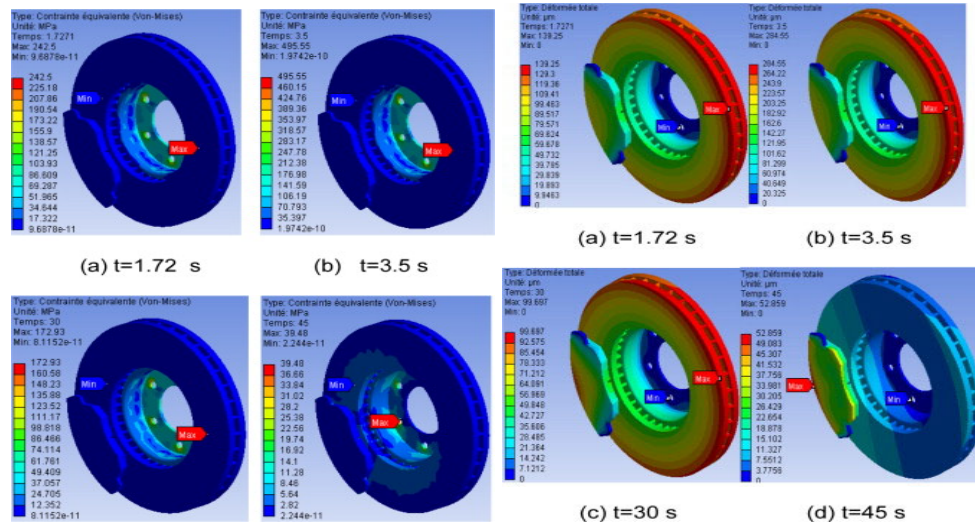 Type: Contrainte équivalente (Von-Mises)
Unité: MPa
Temps: 1.7271
Max: 242.5
Min: 9.6878e-11
242.5
225.18
207.86
190.54
173.22
155.9
138.57
121.25
103.93
86.609
69.287
51.965
34.644
17.322
9.6878e-11
Min
Max
(a) t=1.72 s
Type: Contrainte équivalente (Von-Mises)
Unité: MPa
Temps: 3.5
Max: 495.55
Min: 1.9742e-10
495.55
460.15
424.76
389.36
353.97
318.57
283.17
247.78
212.38
176.98
141.59
106.19
70.793
35.397
1.9742e-10
Min
Max
(b) t=3.5 s
Type: Déformée totale
Unité: µm
Temps: 1.7271
Max: 139.25
Min: 0
139.25
129.3
119.36
109.41
99.463
89.517
79.571
69.624
59.678
49.732
39.785
29.839
19.893
9.9463
0
Min
Max
(a) t=1.72 s
Type: Déformée totale
Unité: µm
Temps: 3.5
Max: 284.55
Min: 0
284.55
264.22
243.9
223.57
203.25
182.92
162.6
142.27
121.95
101.62
81.299
60.974
40.649
20.325
0
Min
Max
(b) t=3.5 s
Type: Contrainte équivalente (Von-Mises)
Unité: MPa
Temps: 30
Max: 172.93
Min: 8.1152e-11
172.93
160.58
148.23
135.88
123.52
111.17
98.818
86.466
74.114
61.761
49.409
37.057
24.705
12.352
8.1152e-11
Min
Max
Type: Contrainte équivalente (Von-Mises)
Unité: MPa
Temps: 45
Max: 39.48
Min: 2.244e-11
39.48
36.66
33.84
31.02
28.2
25.38
22.56
19.74
16.92
14.1
11.28
8.46
5.64
2.82
2.244e-11
Min
Max
Type: Déformée totale
Unité: µm
Temps: 30
Max: 99.697
Min: 0
99.697
92.575
85.454
78.333
71.212
64.091
56.969
49.848
42.727
35.606
28.485
21.364
14.242
7.1212
0
Min
Max
(c) t=30 s
Type: Déformée totale
Unité: µm
Temps: 45
Max: 52.859
Min: 0
52.859
49.083
45.307
41.532
37.756
33.981
30.205
26.429
22.654
18.878
15.102
11.327
7.5512
3.7756
0
Max
Min
(d) t=45 s